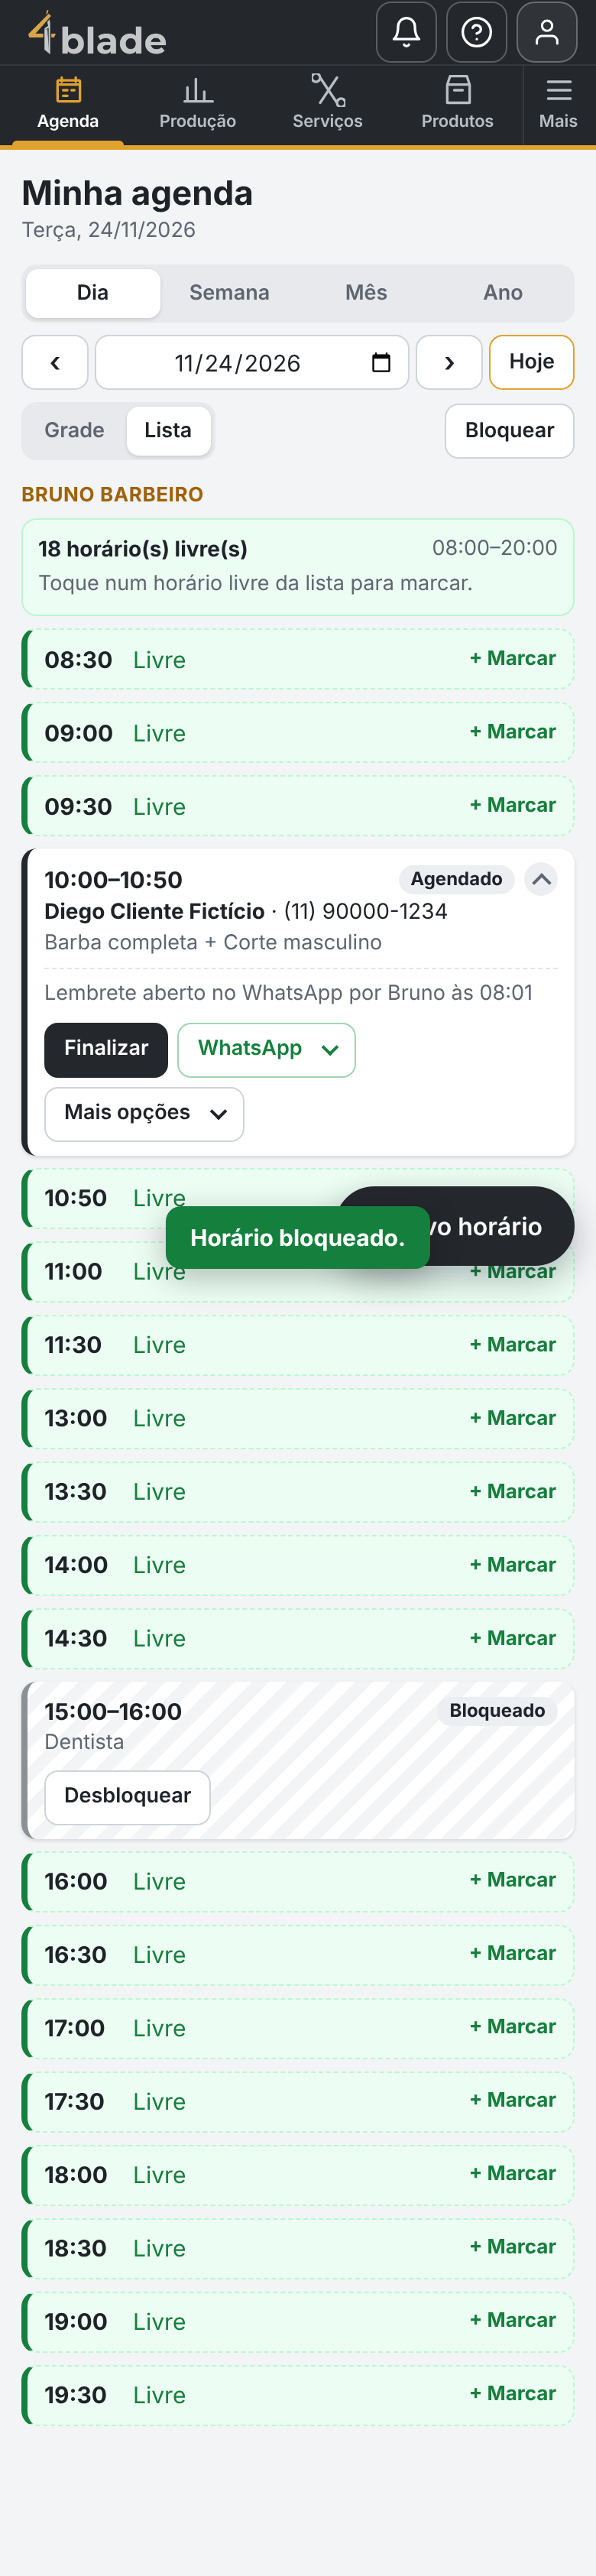 4blade
Agenda
Produção
Serviços
Produtos
Mais
Minha agenda
Terça, 24/11/2026
Dia
Semana
Mês
Ano
‹
11/24/2026
›
Hoje
Grade
Lista
Bloquear
BRUNO BARBEIRO
18 horário(s) livre(s) 08:00–20:00
Toque num horário livre da lista para marcar.
08:30 Livre + Marcar
09:00 Livre + Marcar
09:30 Livre + Marcar
10:00–10:50 Agendado
Diego Cliente Fictício · (11) 90000-1234
Barba completa + Corte masculino
Lembrete aberto no WhatsApp por Bruno às 08:01
Finalizar
WhatsApp
Mais opções
10:50 Livre
vo horário
Horário bloqueado.
11:00 Livre + Marcar
11:30 Livre + Marcar
13:00 Livre + Marcar
13:30 Livre + Marcar
14:00 Livre + Marcar
14:30 Livre + Marcar
15:00–16:00 Bloqueado
Dentista
Desbloquear
16:00 Livre + Marcar
16:30 Livre + Marcar
17:00 Livre + Marcar
17:30 Livre + Marcar
18:00 Livre + Marcar
18:30 Livre + Marcar
19:00 Livre + Marcar
19:30 Livre + Marcar